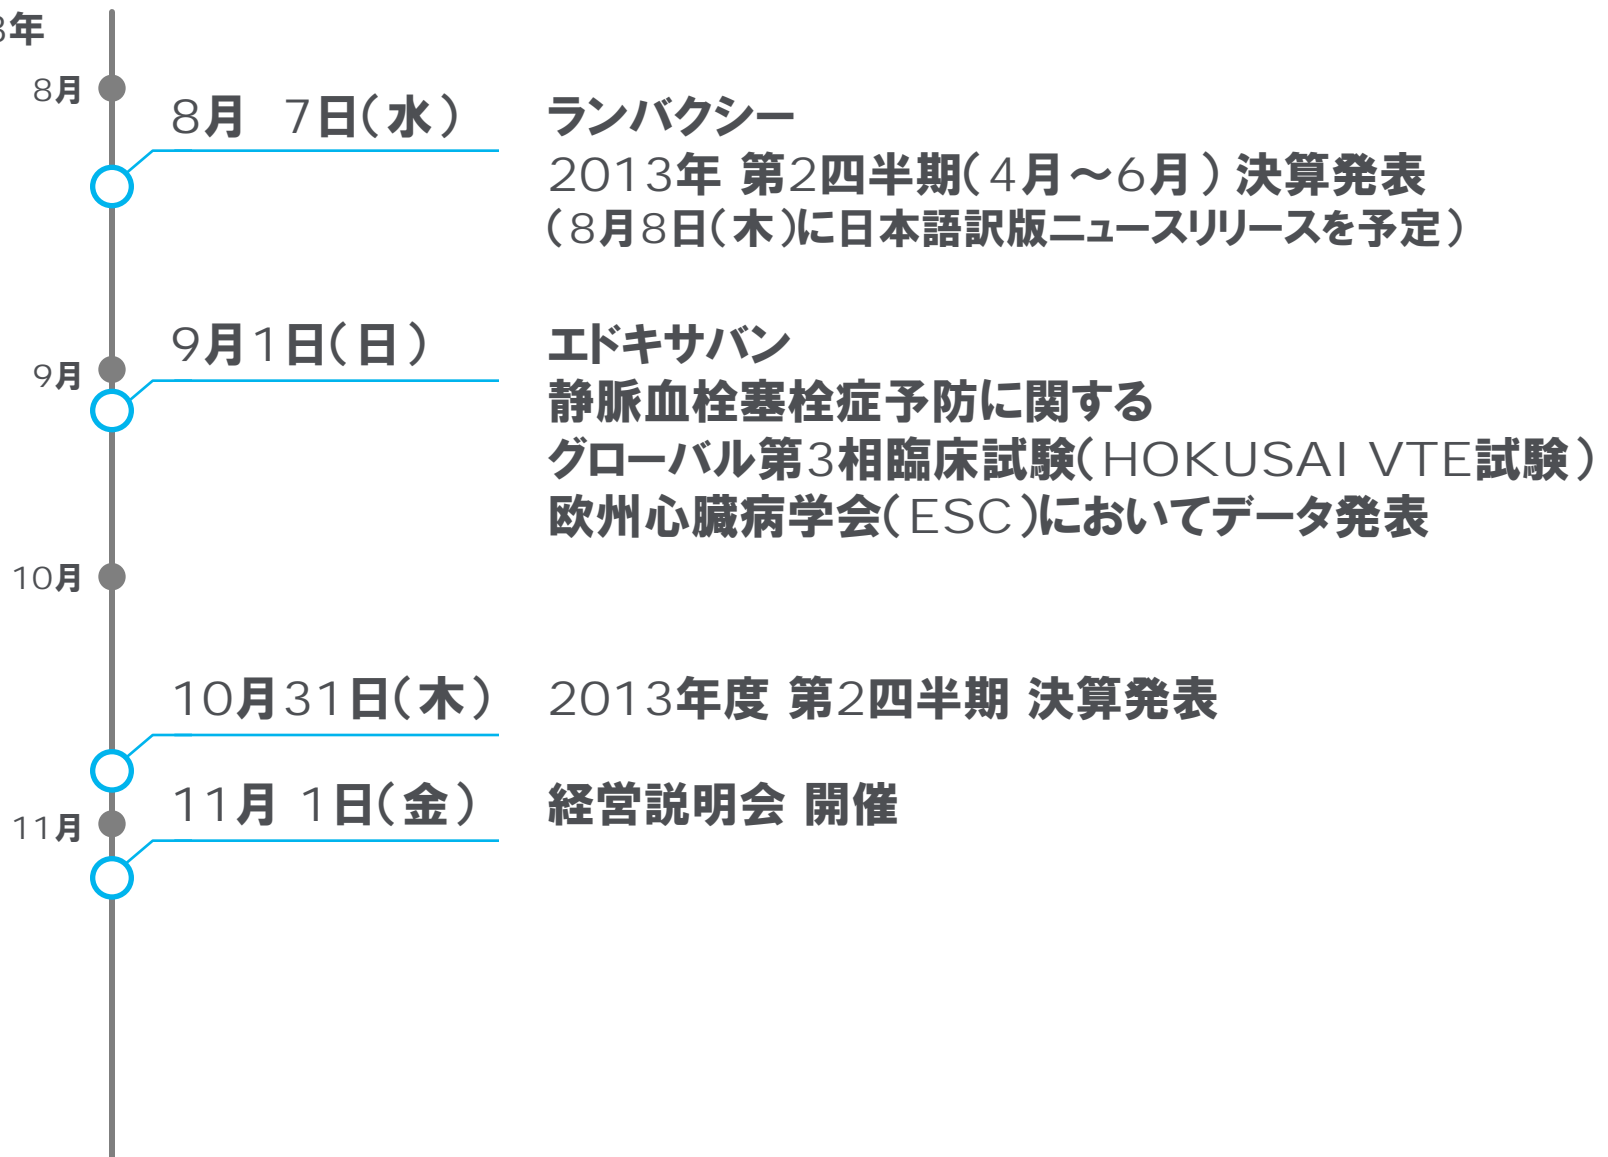 3年
8月
8月 7日(水) ランバクシー
2013年 第2四半期(4月～6月) 決算発表
(8月8日(木)に日本語訳版ニュースリリースを予定)
9月1日(日) エドキサバン
9月
静脈血栓塞栓症予防に関する
グローバル第3相臨床試験(HOKUSAI VTE試験)
欧州心臓病学会(ESC)においてデータ発表
10月
10月31日(木) 2013年度 第2四半期 決算発表
11月 1日(金) 経営説明会 開催
11月